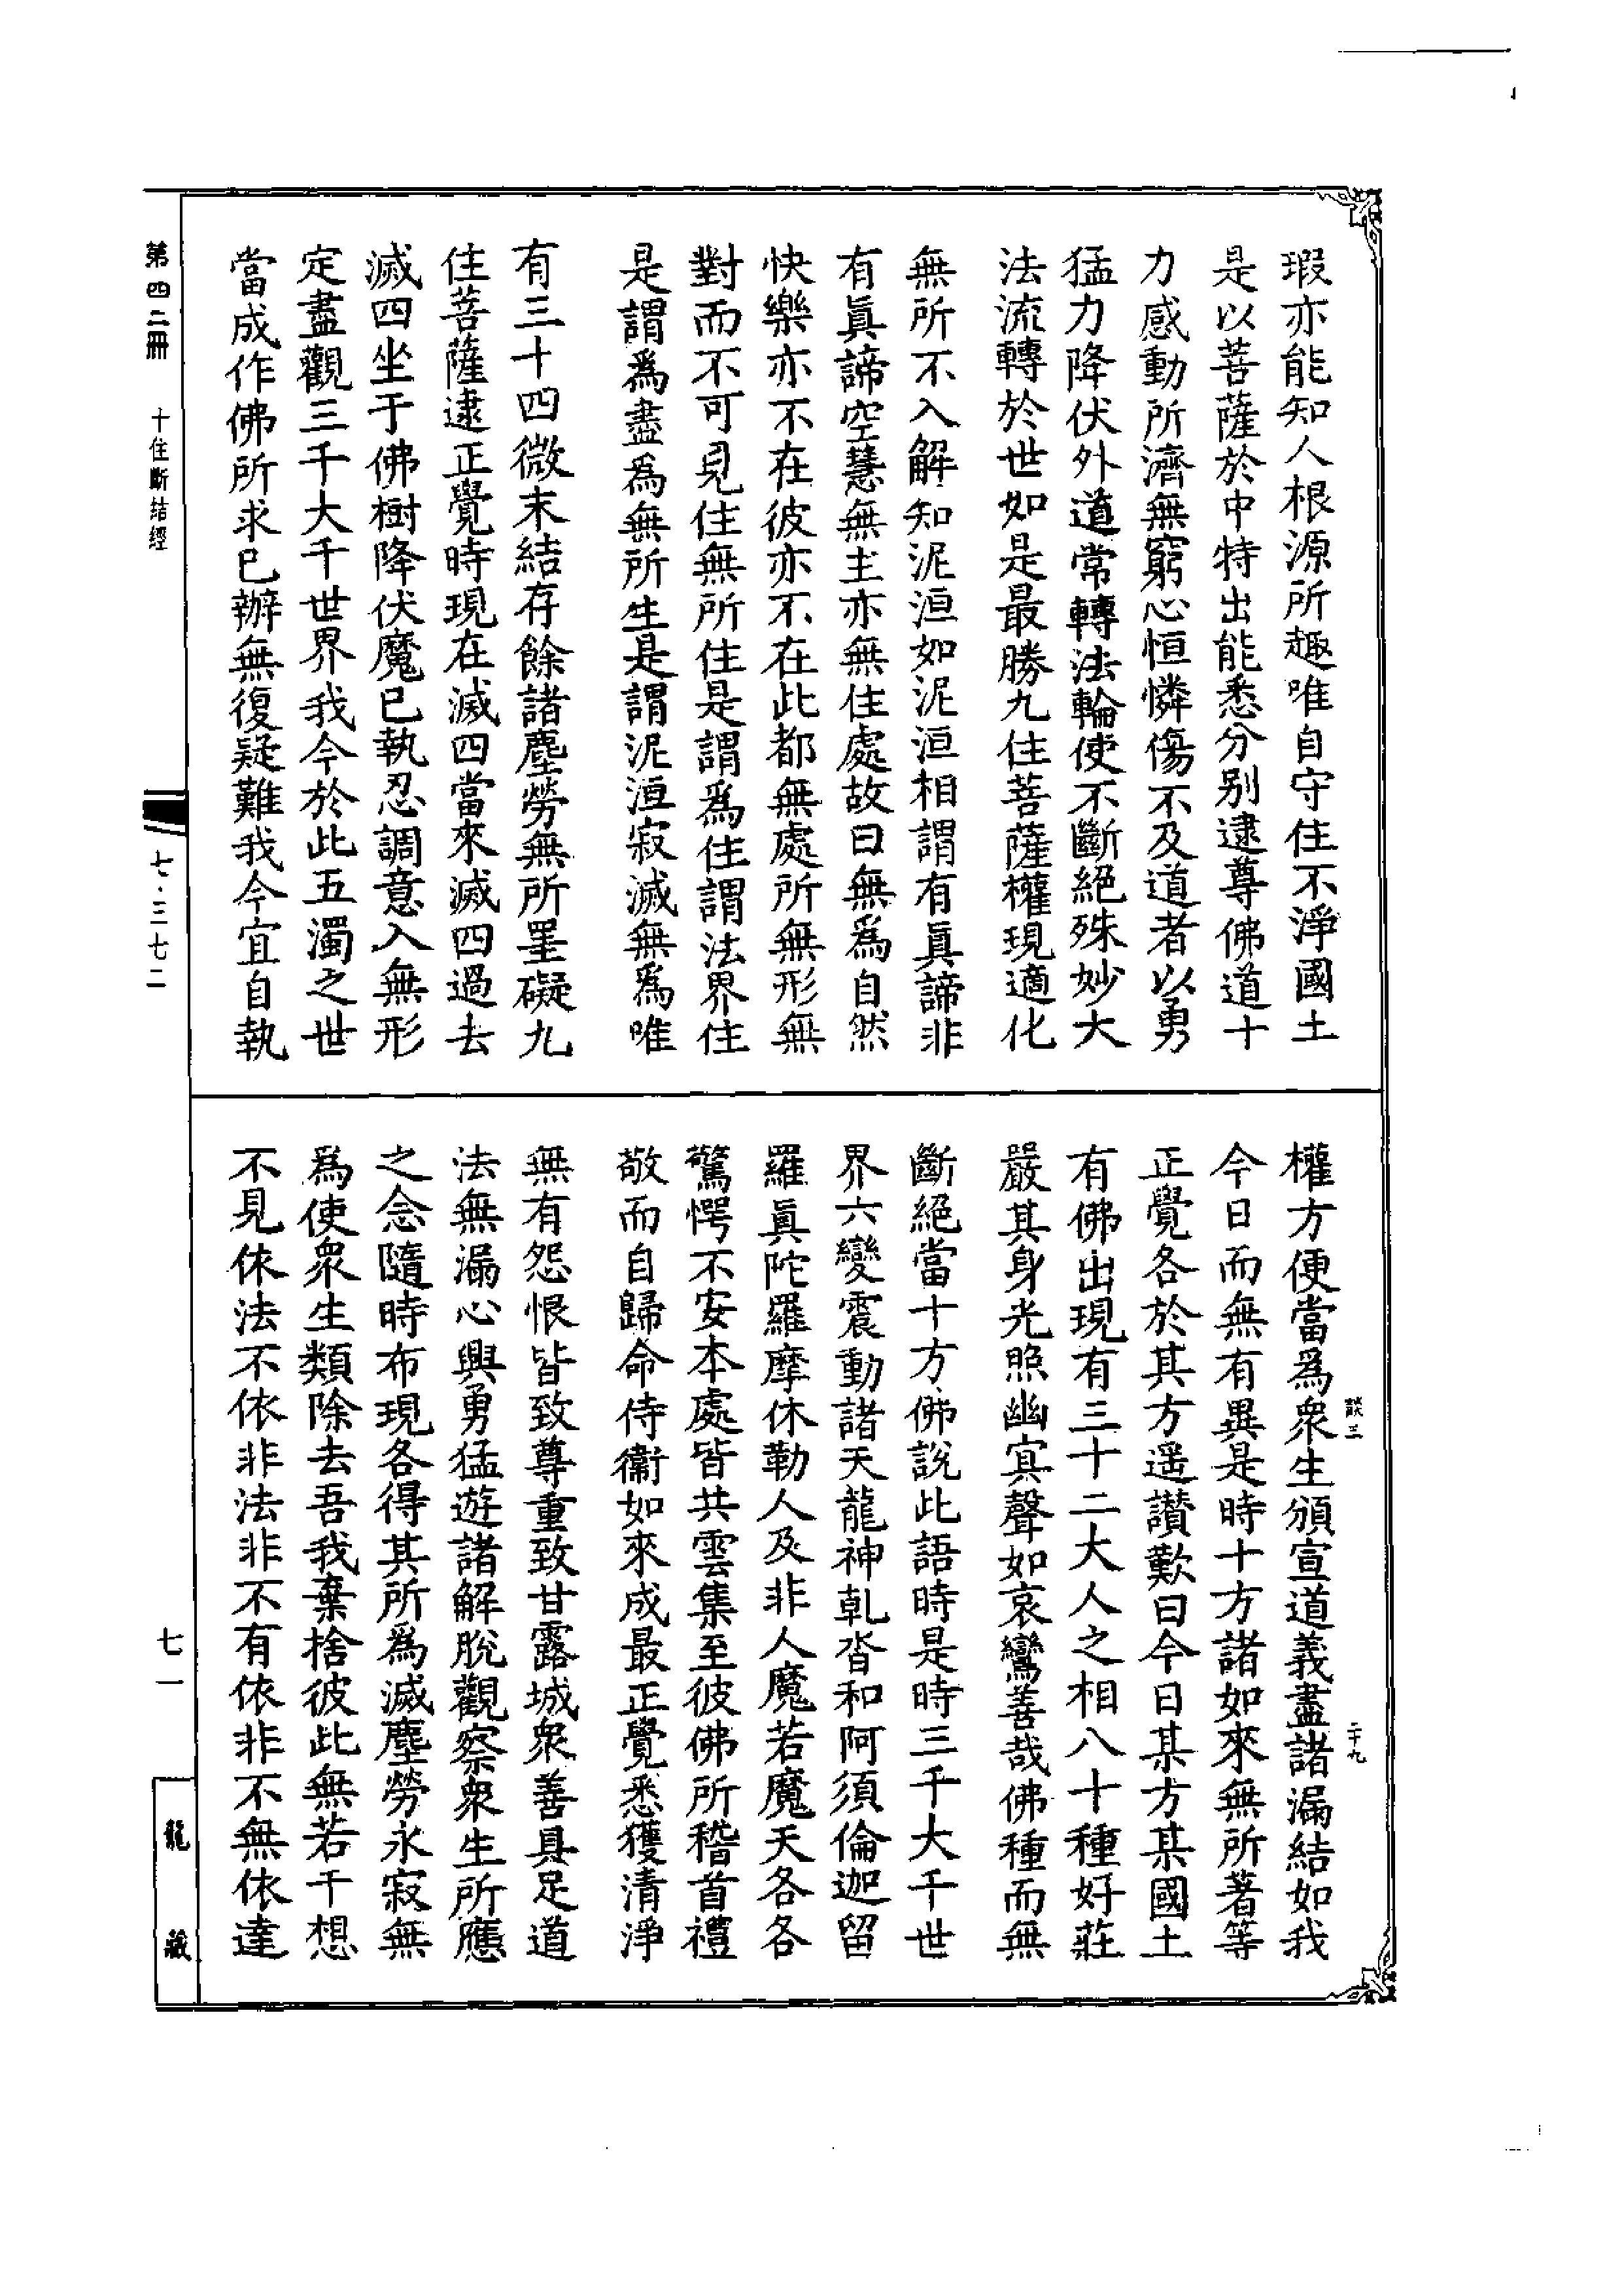 瑕亦能知人根源所趣唯自守住不淨國土
是以菩薩於中特出能悉分别逮尊佛道十
力感動所濟無窮心恒憐傷不及道者以勇
猛力降伏外道常轉法輪使不斷絕殊妙大
法流轉於世如是最勝九住菩薩權現適化
無所不入解知泥洹如泥洹相謂有眞諦非
有眞諦空慧無主亦無住處故曰無爲自然
快樂亦不在彼亦不在此都無處所無形無
對而不可見住無所住是謂爲住謂法界住
是謂爲盡爲無所生是謂泥洹寂滅無爲唯
有三十四微末結存餘諸塵勞無所罣礙九
住菩薩逮正覺時現在滅四當來滅四過去
滅四坐于佛樹降伏魔已執忍調意入無形
定盡觀三千大千世界我今於此五濁之世
當成作佛所求已辦無復疑難我今宜自執
權方便當爲衆生頒宣道義盡諸漏結如我
今日而無有異是時十方諸如來無所著等
正覺各於其方遥讃歎曰今日某方某國土
有佛出現有三十二大人之相八十種好莊
嚴其身光照幽冥聲如哀鸞善哉佛種而無
斷絕當十方佛說此語時是時三千大千世
界六變震動諸天龍神乹沓和阿須倫迦留
羅眞陀羅摩休勒人及非人魔若魔天各各
驚愕不安本處皆共雲集至彼佛所稽首禮
敬而自歸命侍衞如來成最正覺悉獲清淨
無有怨恨皆致尊重致甘露城衆善具足道
法無漏心興勇猛遊諸解脫觀察衆生所應
之念隨時布現各得其所爲滅塵勞永寂無
爲使衆生類除去吾我棄捨彼此無若干想
不見依法不依非法非不有依非不無依達
談三
二十九
第四二冊
十住斷結經
七·三七二
七一
龍藏